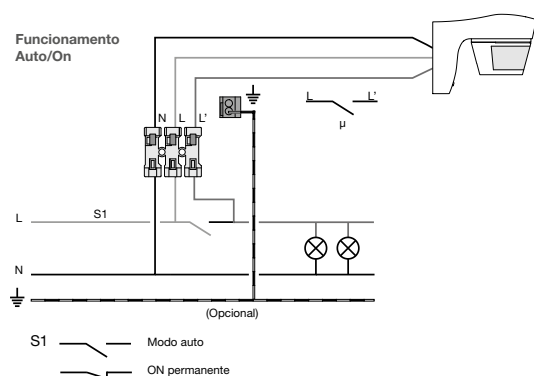 Funcionamento
Auto/On
N L L'
L L'
µ
L S1
N
(Opcional)
S1 Modo auto
ON permanente